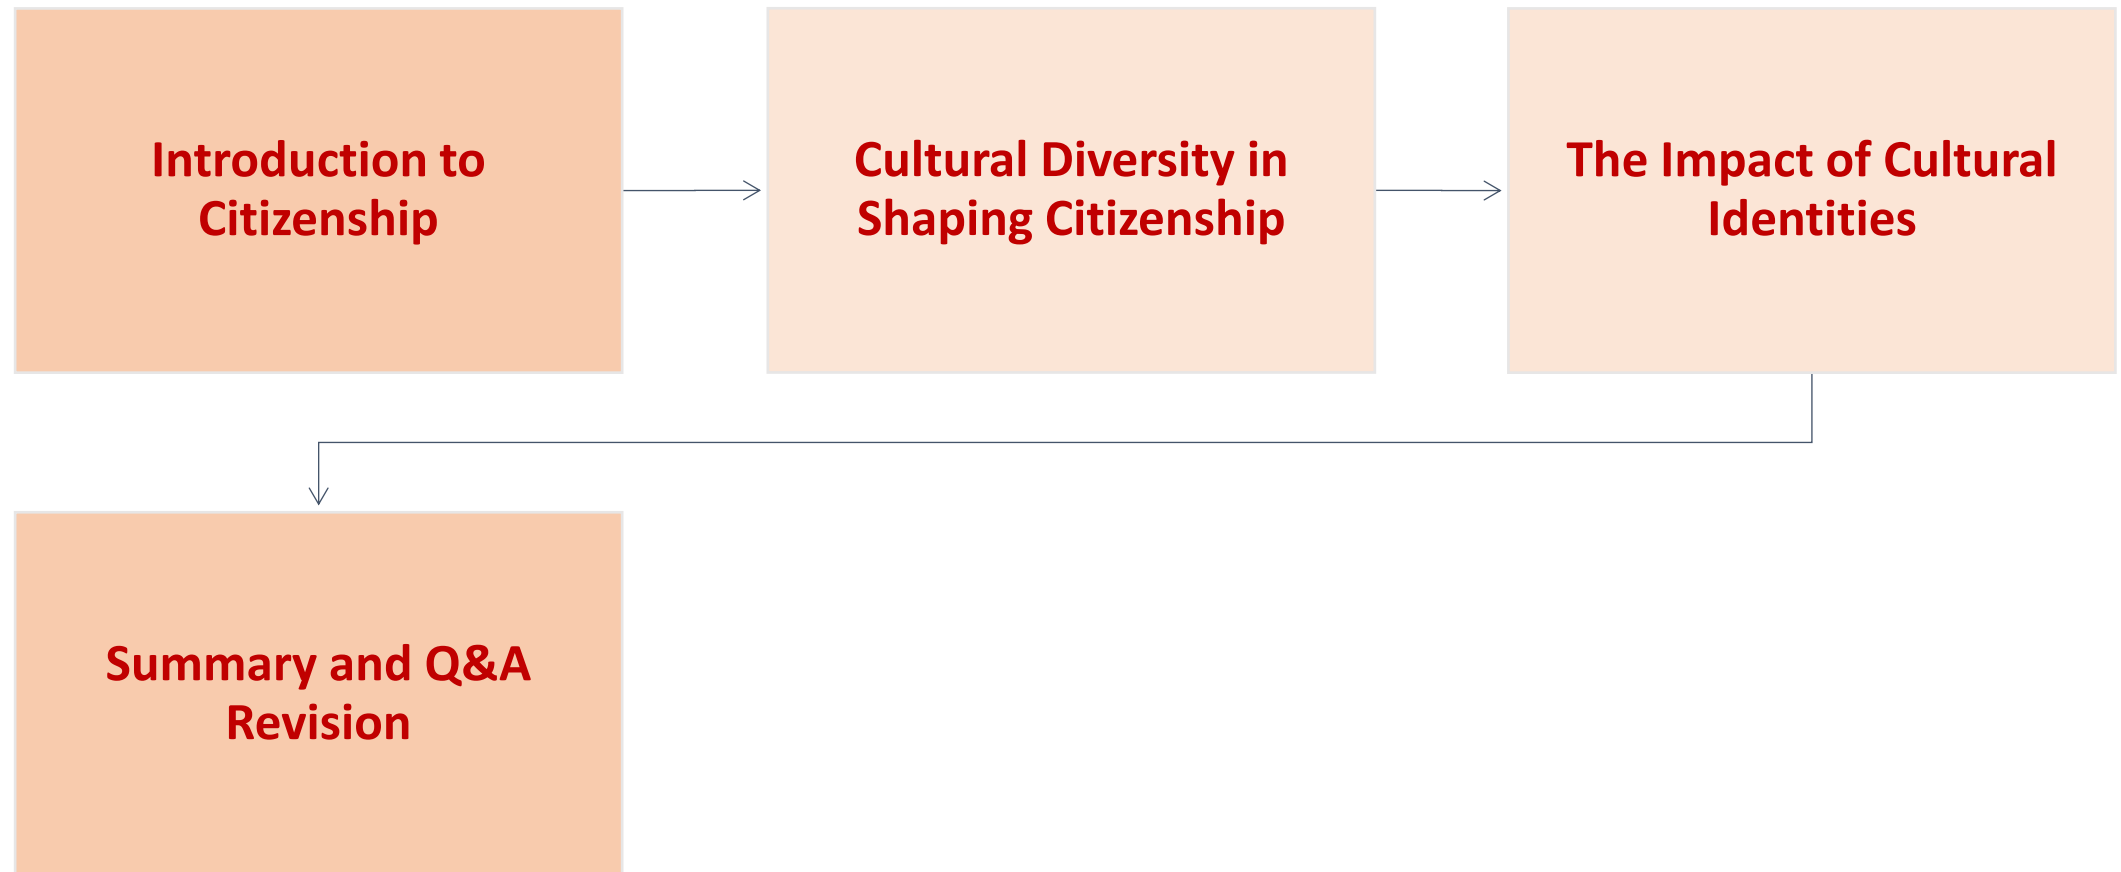 Introduction to
Citizenship
Cultural Diversity in
Shaping Citizenship
The Impact of Cultural
Identities
Summary and Q&A
Revision